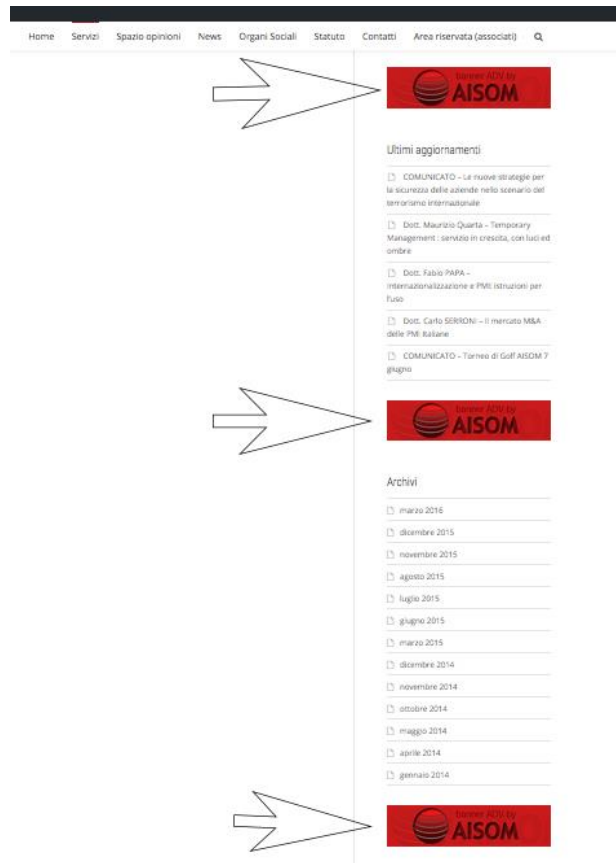 Home Servizi Spazio opinioni News Organi Sociali Statuto Contatti Area riservata (associati)
banner ADV by
AISOM
Ultimi aggiornamenti
COMUNICATO – Le nuove strategie per
la sicurezza delle aziende nello scenario del
terrorismo internazionale
Dott. Maurizio Quarta – Temporary
Management : servizio in crescita, con luci ed
ombre
Dott. Fabio PAPA –
Internazionalizzazione e PMI: istruzioni per
l'uso
Dott. Carlo SERRONI – Il mercato M&A
delle PMI Italiane
COMUNICATO – Torneo di Golf AISOM 7
giugno
banner ADV by
AISOM
Archivi
marzo 2016
dicembre 2015
novembre 2015
agosto 2015
luglio 2015
giugno 2015
marzo 2015
dicembre 2014
novembre 2014
ottobre 2014
maggio 2014
aprile 2014
gennaio 2014
banner ADV by
AISOM